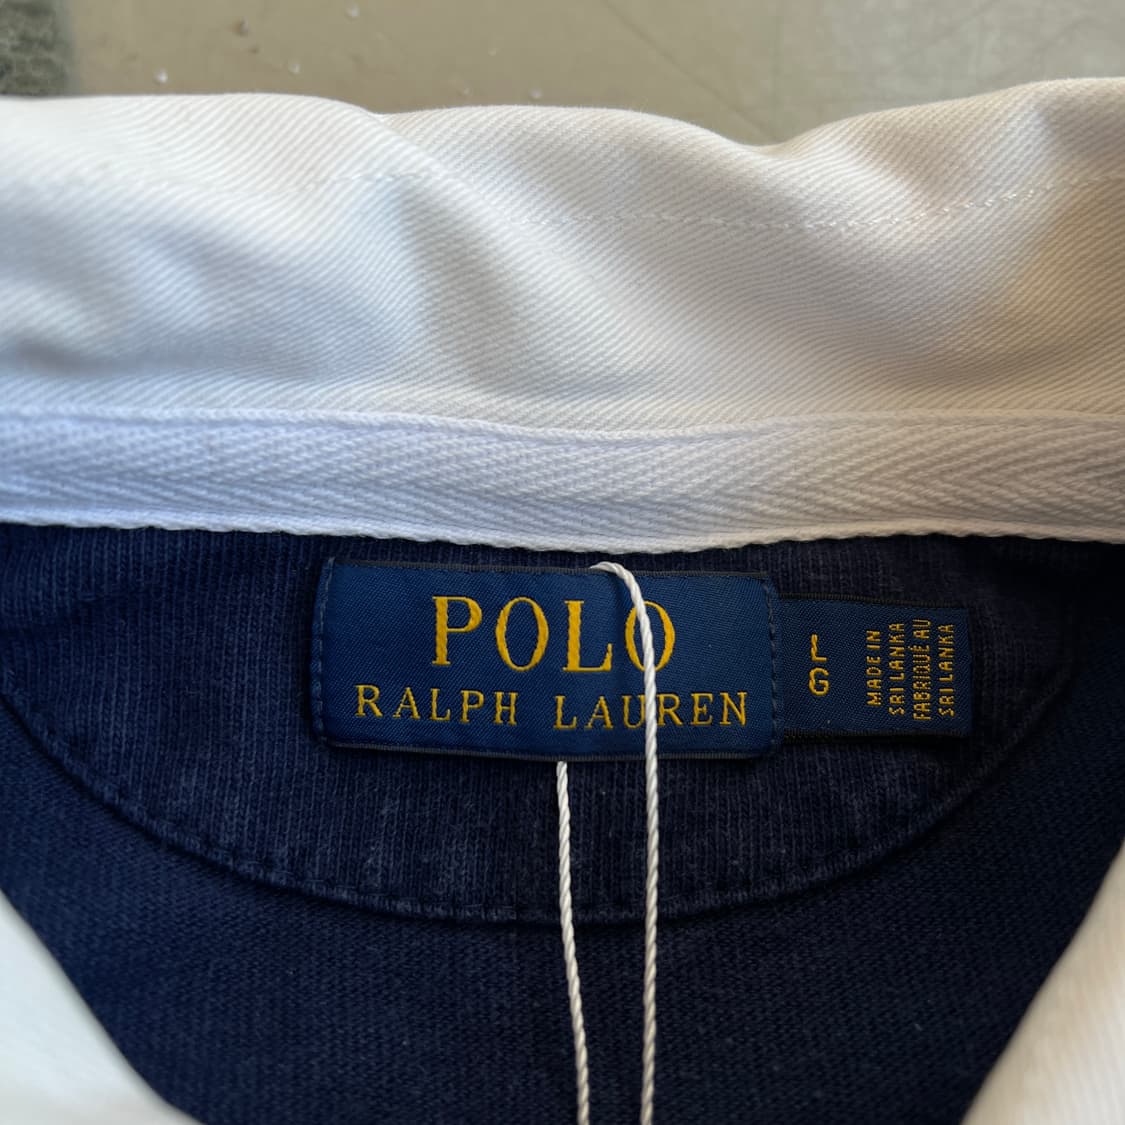 POLO
RALPH LAUREN
L
G
MADE IN
SRI LANKA
FABRIQUÉ AU
SRI LANKA